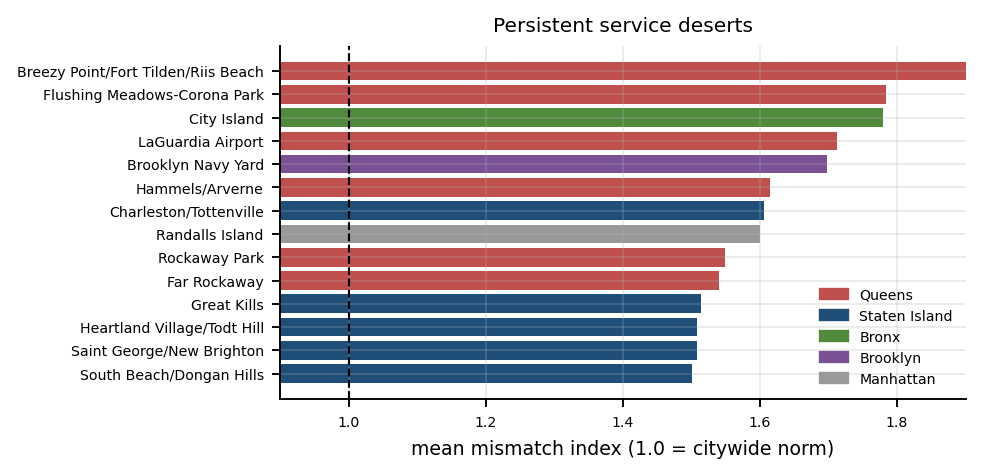 Persistent service deserts
Breezy Point/Fort Tilden/Riis Beach
Flushing Meadows-Corona Park
City Island
LaGuardia Airport
Brooklyn Navy Yard
Hammels/Arverne
Charleston/Tottenville
Randalls Island
Rockaway Park
Far Rockaway
Great Kills
Heartland Village/Todt Hill
Saint George/New Brighton
South Beach/Dongan Hills
Queens
Staten Island
Bronx
Brooklyn
Manhattan
1.0 1.2 1.4 1.6 1.8
mean mismatch index (1.0 = citywide norm)